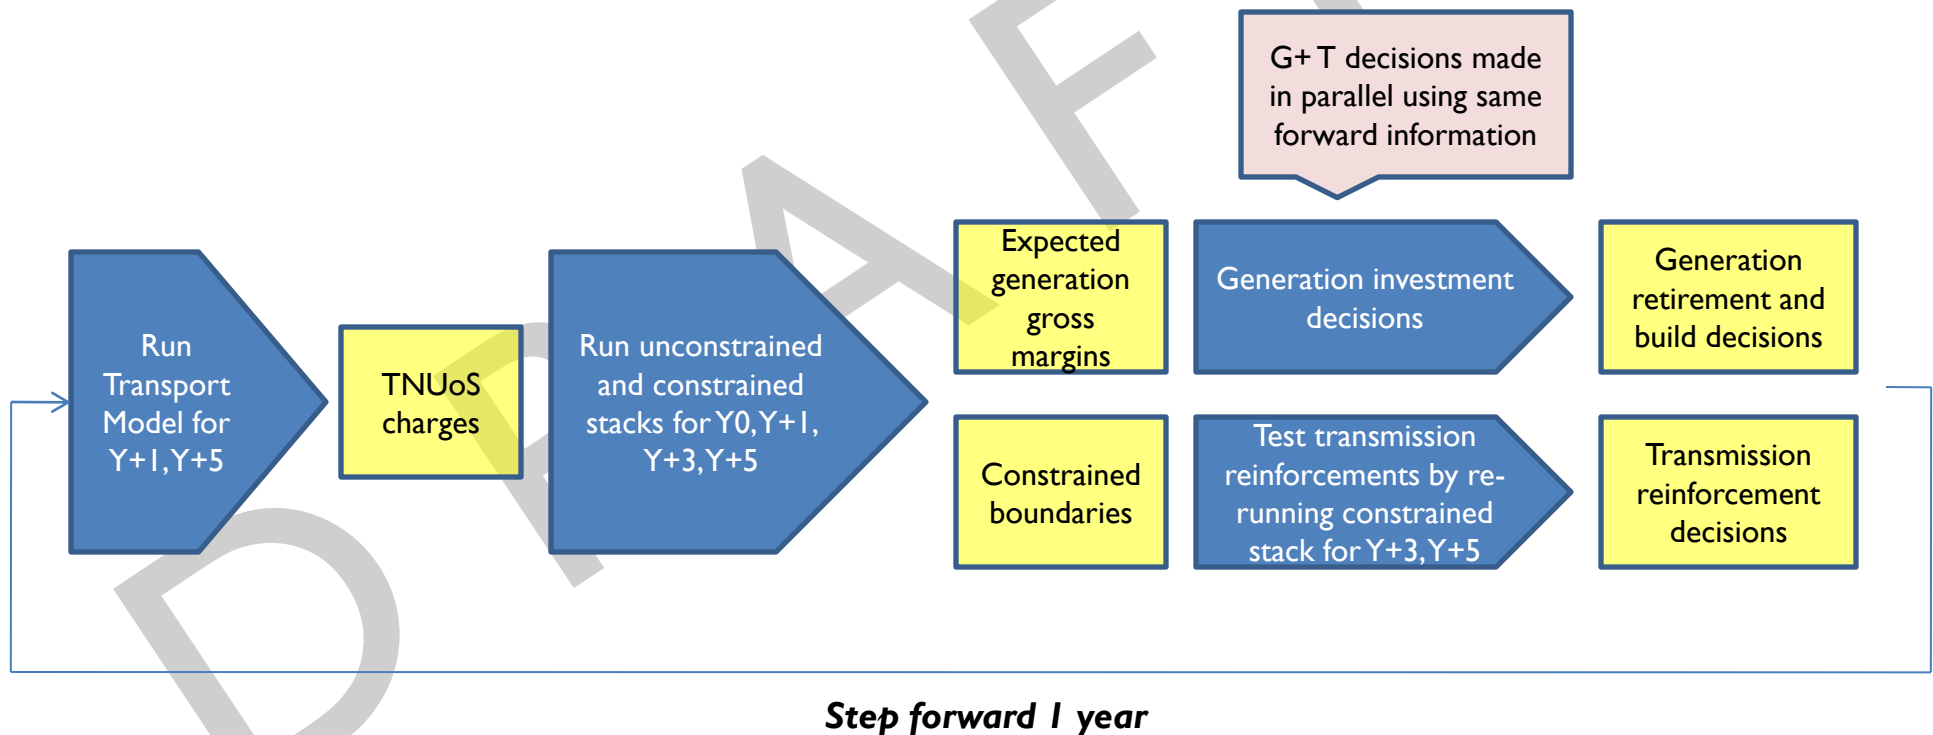 G+ T decisions made
in parallel using same
forward information
Run
Transport
Model for
Y+1, Y+5
TNUoS
charges
Run unconstrained
and constrained
stacks for Y0, Y+1,
Y+3, Y+5
Expected
generation
gross
margins
Generation investment
decisions
Generation
retirement and
build decisions
Constrained
boundaries
Test transmission
reinforcements by re-
running constrained
stack for Y+3, Y+5
Transmission
reinforcement
decisions
Step forward 1 year
DRAF